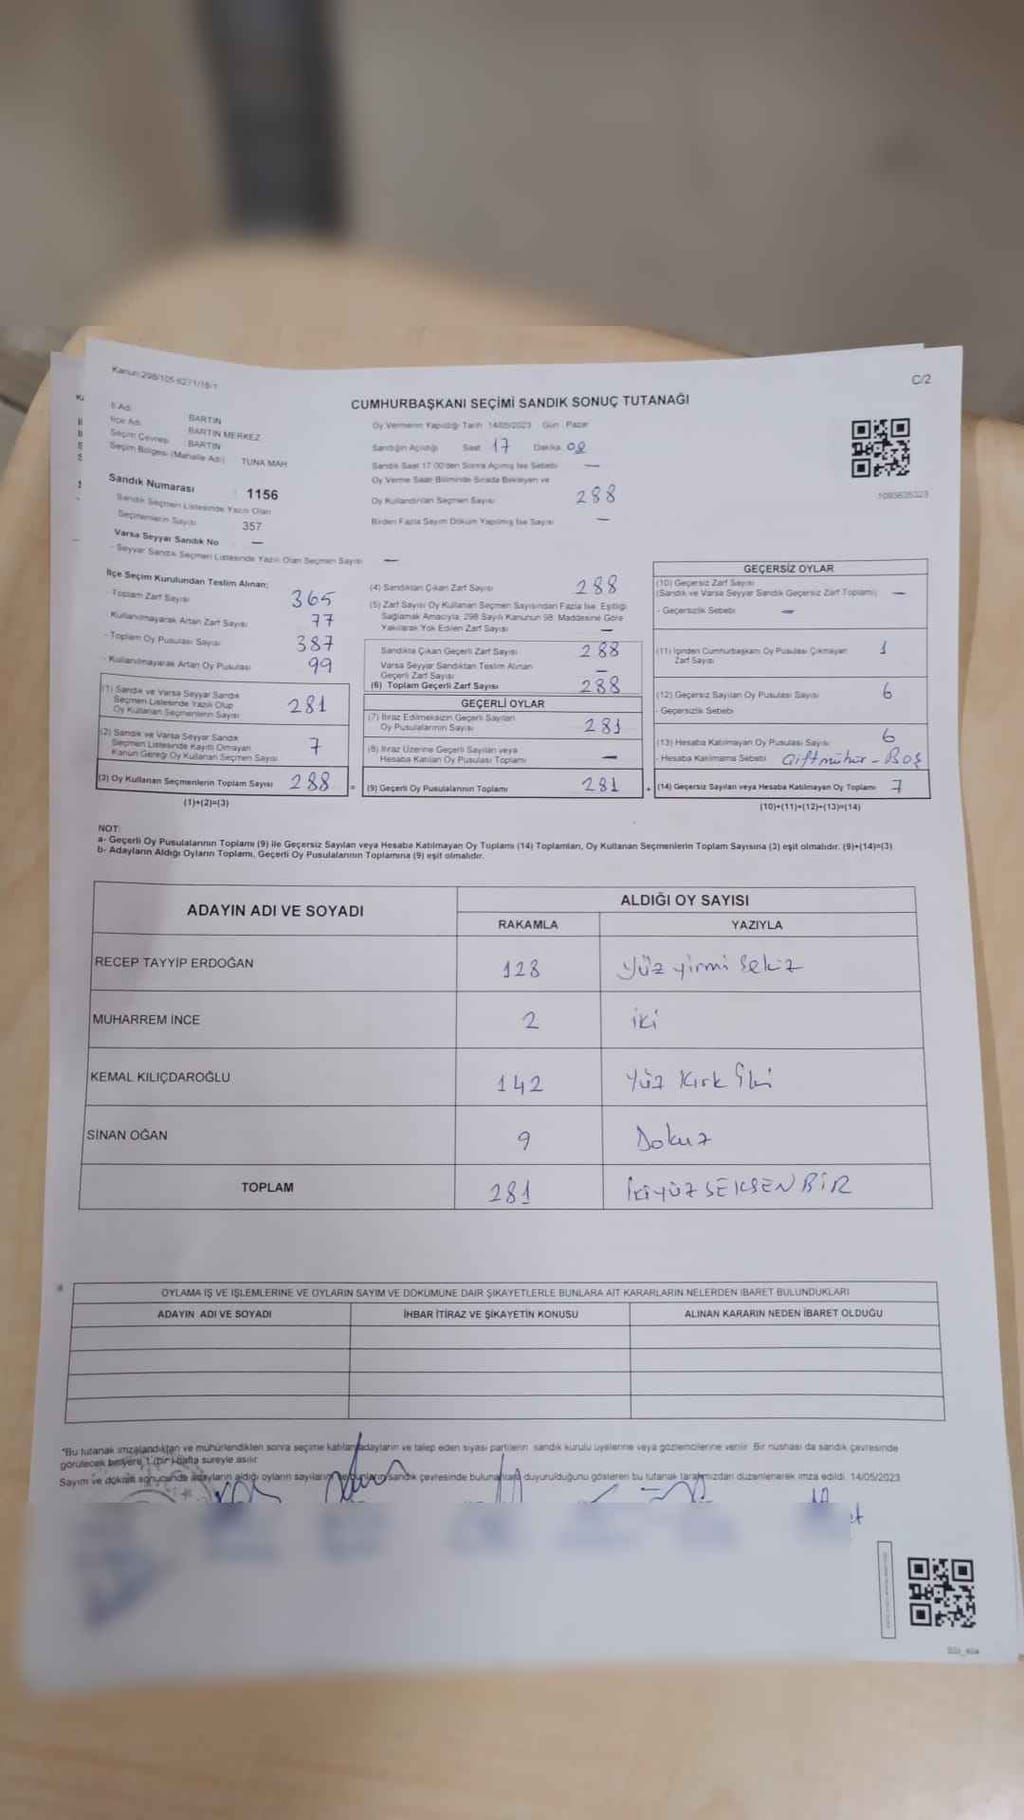 Kanun:298/105 6271/18/1
C/2
CUMHURBAŞKANI SEÇİMİ SANDIK SONUÇ TUTANAĞI
İl Adı BARTIN
İlçe Adı BARTIN MERKEZ
Seçim Çevresi BARTIN
Seçim Bölgesi (Mahalle Adı) TUNA MAH
Sandık Numarası : 1156
Sandık Seçmen Listesinde Yazılı Olan
Seçmenlerin Sayısı 357
Varsa Seyyar Sandık No —
- Seyyar Sandık Seçmen Listesinde Yazılı Olan Seçmen Sayısı —
Oy Vermenin Yapıldığı Tarih 14/05/2023 Gün Pazar
Sandığın Açıldığı Saat 17 Dakika 08
Sandık Saat 17.00'den Sonra Açılmış İse Sebebi —
Oy Verme Saati Bitiminde Sırada Bekleyen ve
Oy Kullandırılan Seçmen Sayısı 288
Birden Fazla Sayım Döküm Yapılmış İse Sayısı —
1093635323
İlçe Seçim Kurulundan Teslim Alınan;
- Toplam Zarf Sayısı 365
- Kullanılmayarak Artan Zarf Sayısı 77
- Toplam Oy Pusulası Sayısı 387
- Kullanılmayarak Artan Oy Pusulası 99
(1) Sandık ve Varsa Seyyar Sandık
Seçmen Listesinde Yazılı Olup
Oy Kullanan Seçmenlerin Sayısı 281
(2) Sandık ve Varsa Seyyar Sandık
Seçmen Listesinde Kayıtlı Olmayan
Kanun Gereği Oy Kullanan Seçmen Sayısı 7
(3) Oy Kullanan Seçmenlerin Toplam Sayısı 288
(1)+(2)=(3)
(4) Sandıktan Çıkan Zarf Sayısı 288
(5) Zarf Sayısı Oy Kullanan Seçmen Sayısından Fazla İse, Eşitliği
Sağlamak Amacıyla, 298 Sayılı Kanunun 98. Maddesine Göre
Yakılarak Yok Edilen Zarf Sayısı —
Sandıkta Çıkan Geçerli Zarf Sayısı 288
Varsa Seyyar Sandıktan Teslim Alınan
Geçerli Zarf Sayısı —
(6) Toplam Geçerli Zarf Sayısı 288
GEÇERLİ OYLAR
(7) İtiraz Edilmeksizin Geçerli Sayılan
Oy Pusulalarının Sayısı 281
(8) İtiraz Üzerine Geçerli Sayılan veya
Hesaba Katılan Oy Pusulası Toplamı —
= (9) Geçerli Oy Pusulalarının Toplamı 281
GEÇERSİZ OYLAR
(10) Geçersiz Zarf Sayısı
(Sandık ve Varsa Seyyar Sandık Geçersiz Zarf Toplamı) —
- Geçersizlik Sebebi —
(11) İçinden Cumhurbaşkanı Oy Pusulası Çıkmayan
Zarf Sayısı 1
(12) Geçersiz Sayılan Oy Pusulası Sayısı 6
- Geçersizlik Sebebi
(13) Hesaba Katılmayan Oy Pusulası Sayısı 6
- Hesaba Katılmama Sebebi Çiftmühür - Boş
+ (14) Geçersiz Sayılan veya Hesaba Katılmayan Oy Toplamı 7
(10)+(11)+(12)+(13)=(14)
NOT:
a- Geçerli Oy Pusulalarının Toplamı (9) ile Geçersiz Sayılan veya Hesaba Katılmayan Oy Toplamı (14) Toplamları, Oy Kullanan Seçmenlerin Toplam Sayısına (3) eşit olmalıdır. (9)+(14)=(3)
b- Adayların Aldığı Oyların Toplamı, Geçerli Oy Pusulalarının Toplamına (9) eşit olmalıdır.
ADAYIN ADI VE SOYADI
ALDIĞI OY SAYISI
RAKAMLA YAZIYLA
RECEP TAYYİP ERDOĞAN 128 Yüz yirmi Sekiz
MUHARREM İNCE 2 iki
KEMAL KILIÇDAROĞLU 142 Yüz Kırk İki
SİNAN OĞAN 9 Dokuz
TOPLAM 281 İKİYÜZ SEKSEN BİR
OYLAMA İŞ VE İŞLEMLERİNE VE OYLARIN SAYIM VE DÖKÜMÜNE DAİR ŞİKAYETLERLE BUNLARA AİT KARARLARIN NELERDEN İBARET BULUNDUKLARI
ADAYIN ADI VE SOYADI İHBAR İTİRAZ VE ŞİKAYETİN KONUSU ALINAN KARARIN NEDEN İBARET OLDUĞU
*Bu tutanak imzalandıktan ve mühürlendikten sonra seçime katılan adayların ve talep eden siyasi partilerin sandık kurulu üyelerine veya gözlemcilerine verilir. Bir nüshası da sandık çevresinde
görülecek bir yere 1 (bir) hafta süreyle asılır.
Sayım ve döküm sonucunda adayların aldığı oyların sayılarını sandık çevresinde duyurulduğunu gösteren bu tutanak tarafımızdan düzenlenerek imza edildi. 14/05/2023